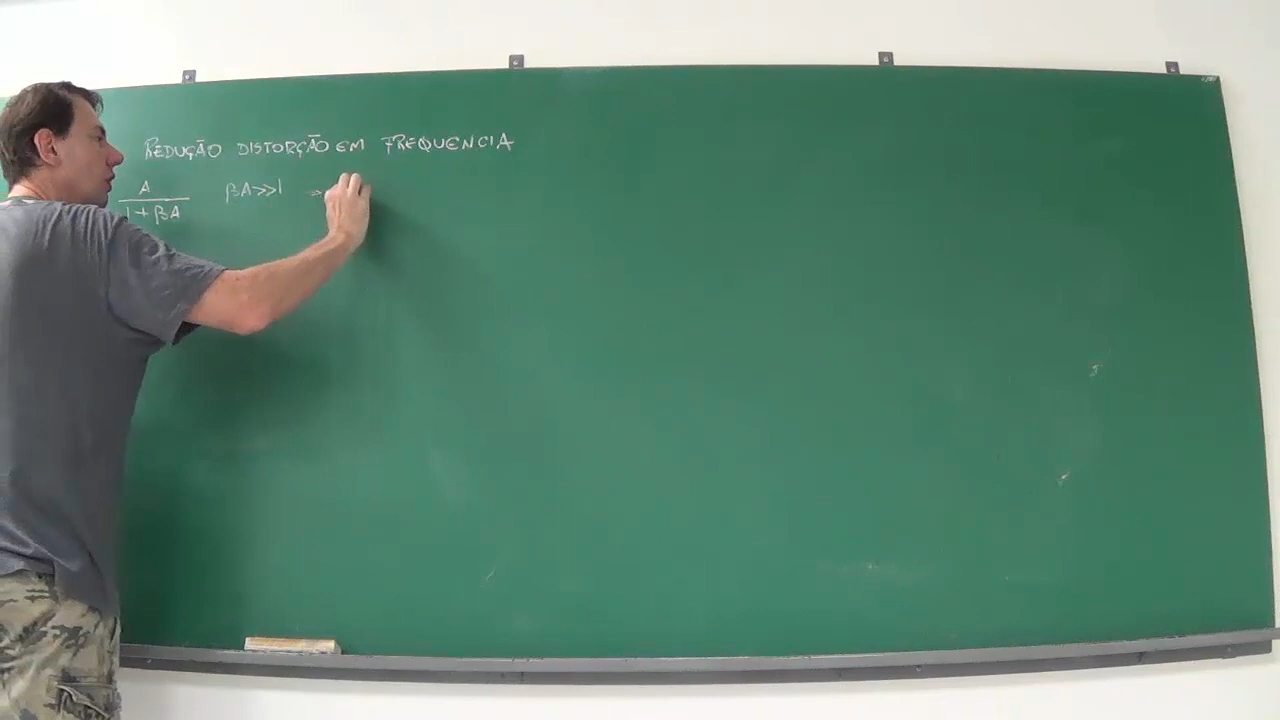 REDUÇÃO DISTORÇÃO EM FREQUENCIA
A
1 + βA
βA >> 1 ⇒